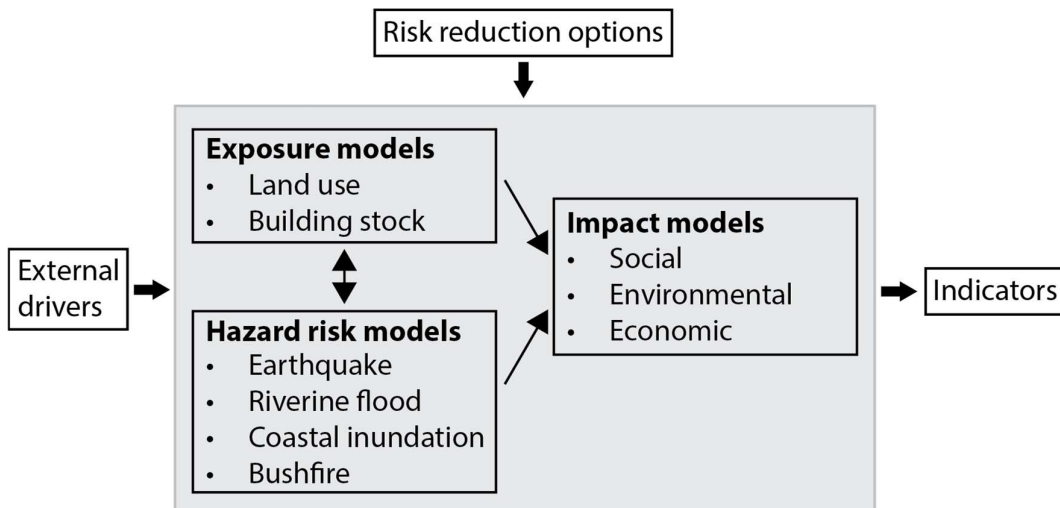 Risk reduction options
Exposure models
• Land use
• Building stock
External
drivers
Hazard risk models
• Earthquake
• Riverine flood
• Coastal inundation
• Bushfire
Impact models
• Social
• Environmental
• Economic
Indicators